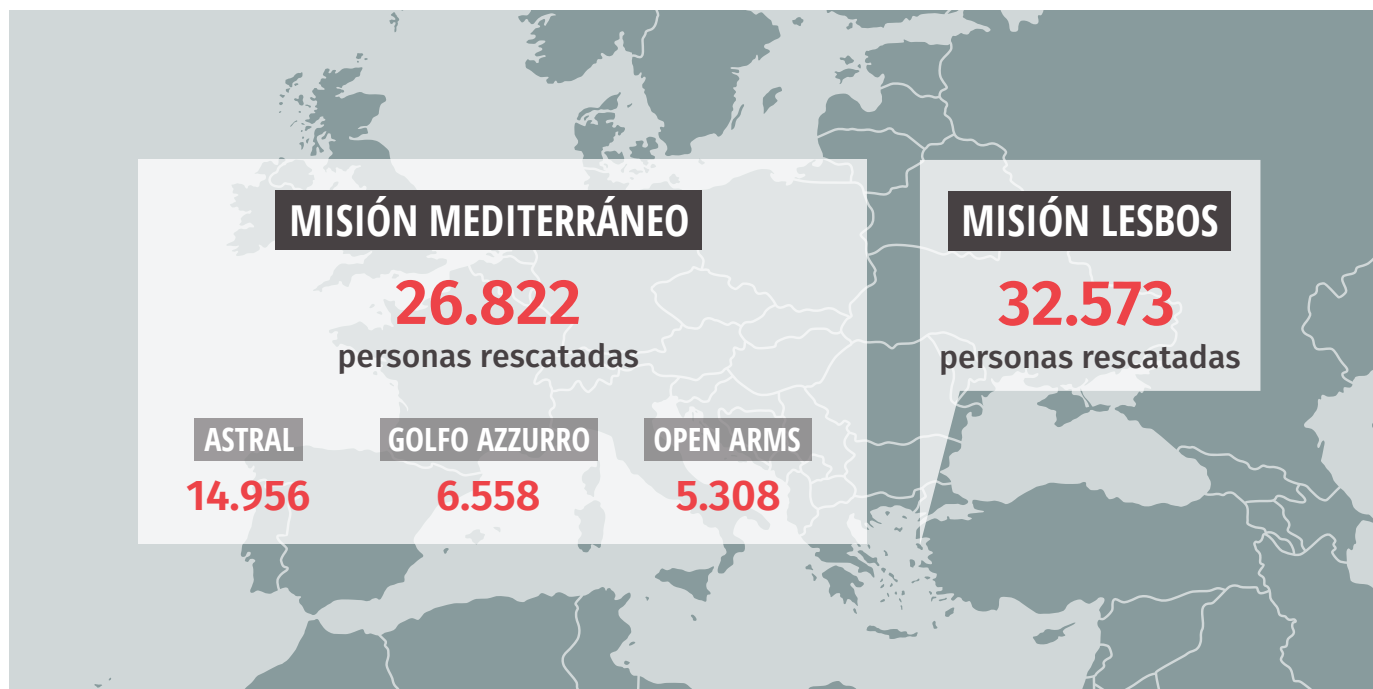 MISIÓN MEDITERRÁNEO
26.822
personas rescatadas
ASTRAL
14.956
GOLFO AZZURRO
6.558
OPEN ARMS
5.308
MISIÓN LESBOS
32.573
personas rescatadas